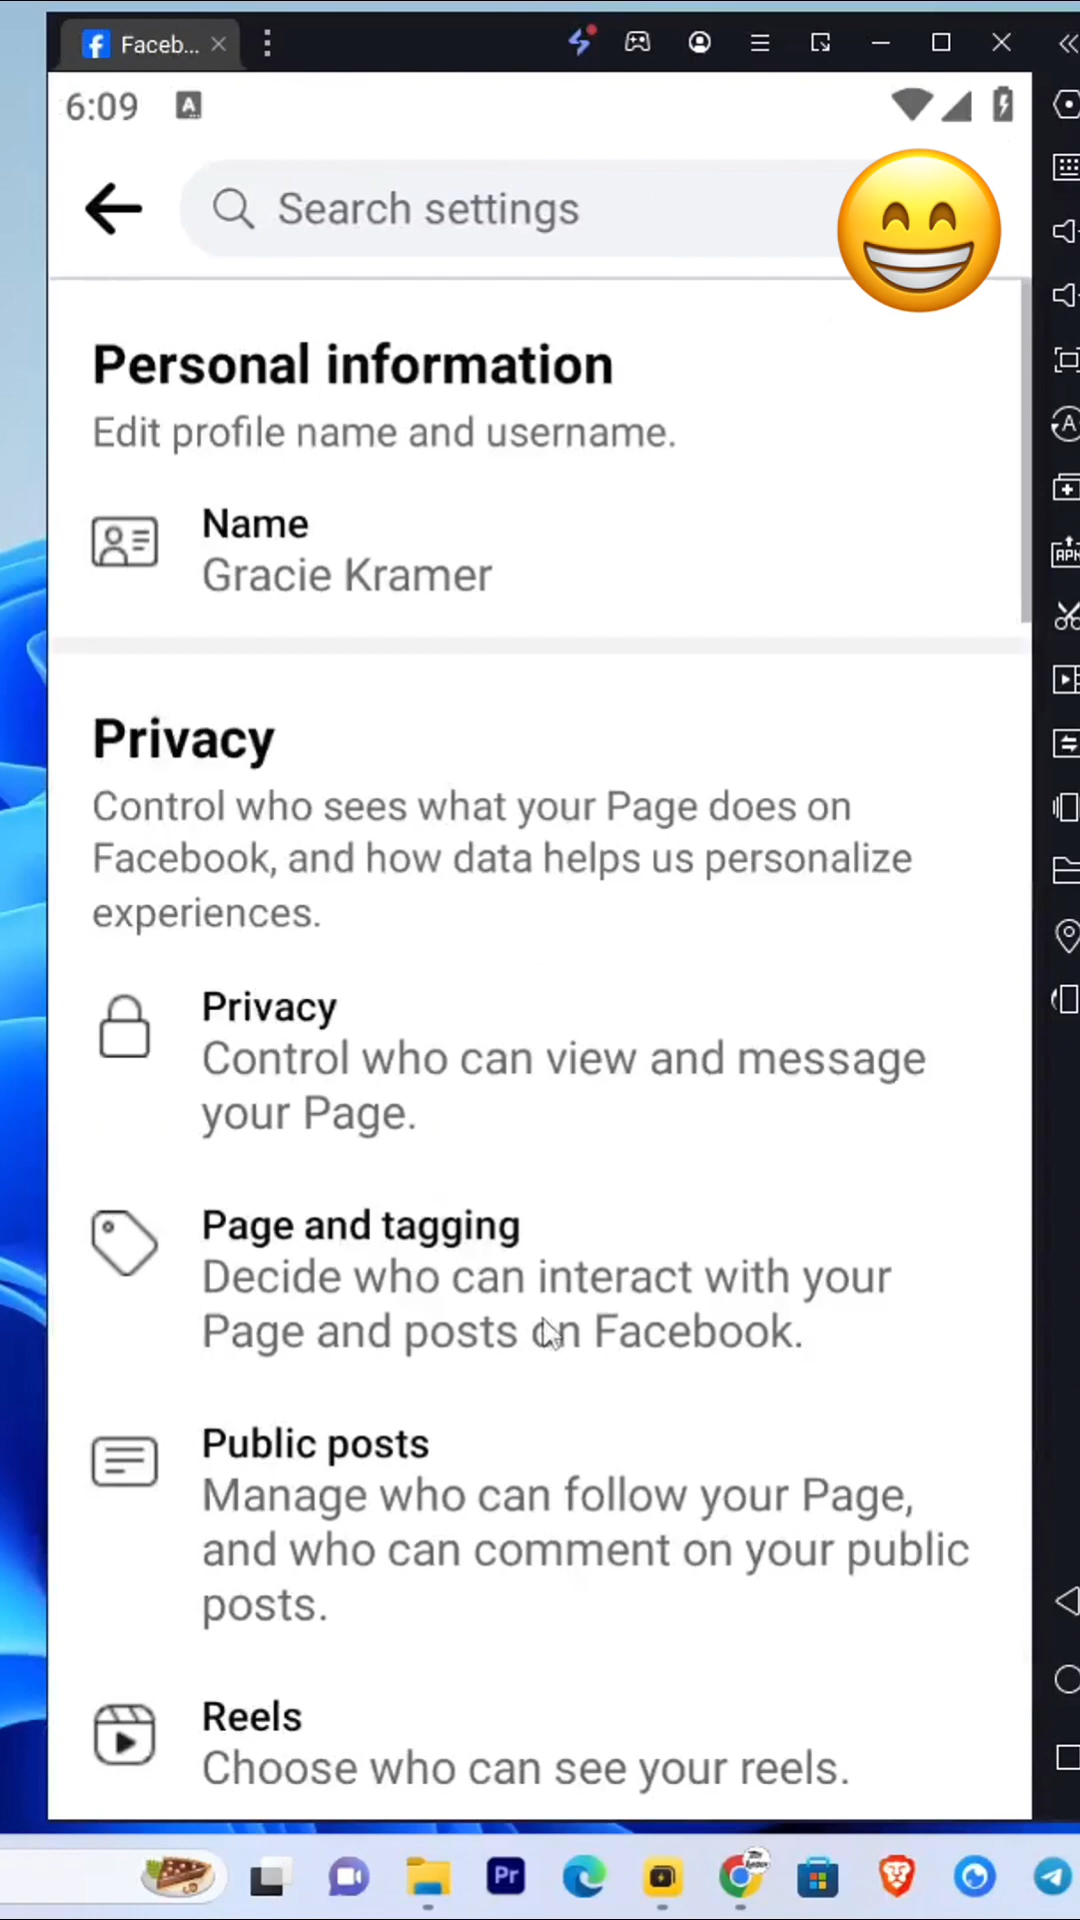 Faceb...
6:09
A
Search settings
Personal information
Edit profile name and username.
Name
Gracie Kramer
Privacy
Control who sees what your Page does on
Facebook, and how data helps us personalize
experiences.
Privacy
Control who can view and message
your Page.
Page and tagging
Decide who can interact with your
Page and posts on Facebook.
Public posts
Manage who can follow your Page,
and who can comment on your public
posts.
Reels
Choose who can see your reels.
A
Pr